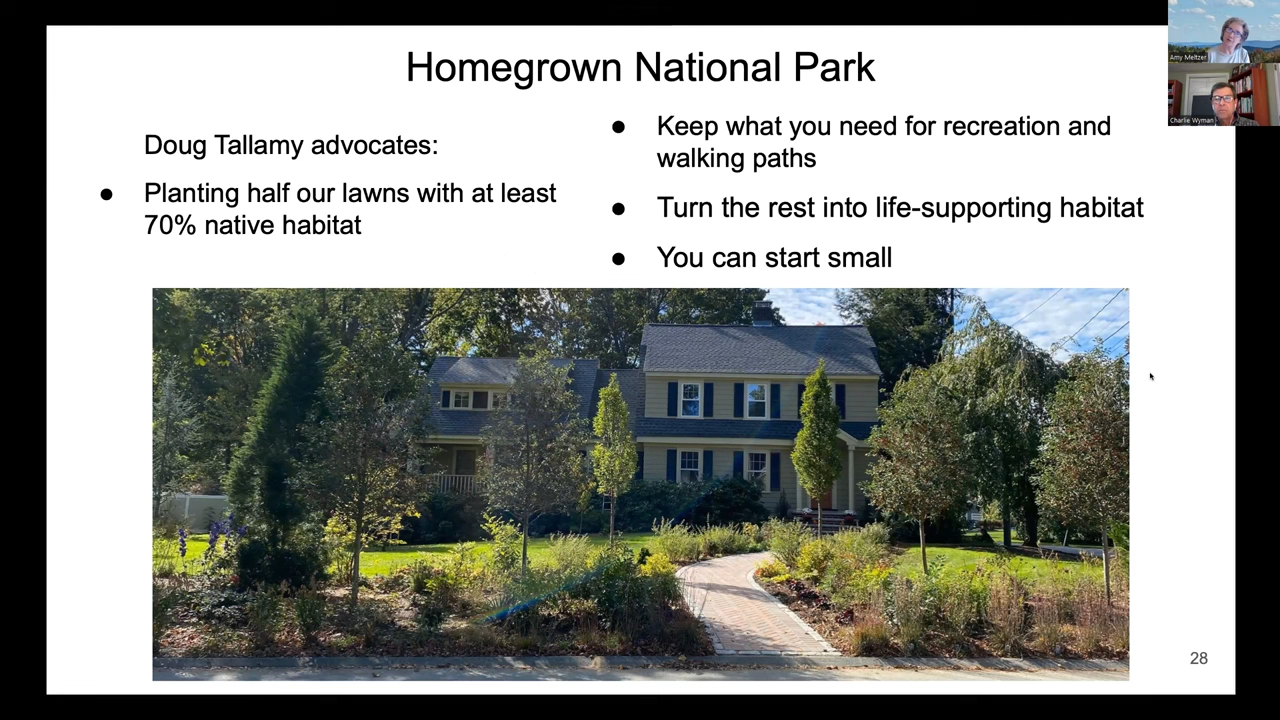 Homegrown National Park
Doug Tallamy advocates:
● Planting half our lawns with at least
70% native habitat
● Keep what you need for recreation and
walking paths
● Turn the rest into life-supporting habitat
● You can start small
28
Amy Meltzer
Charlie Wyman